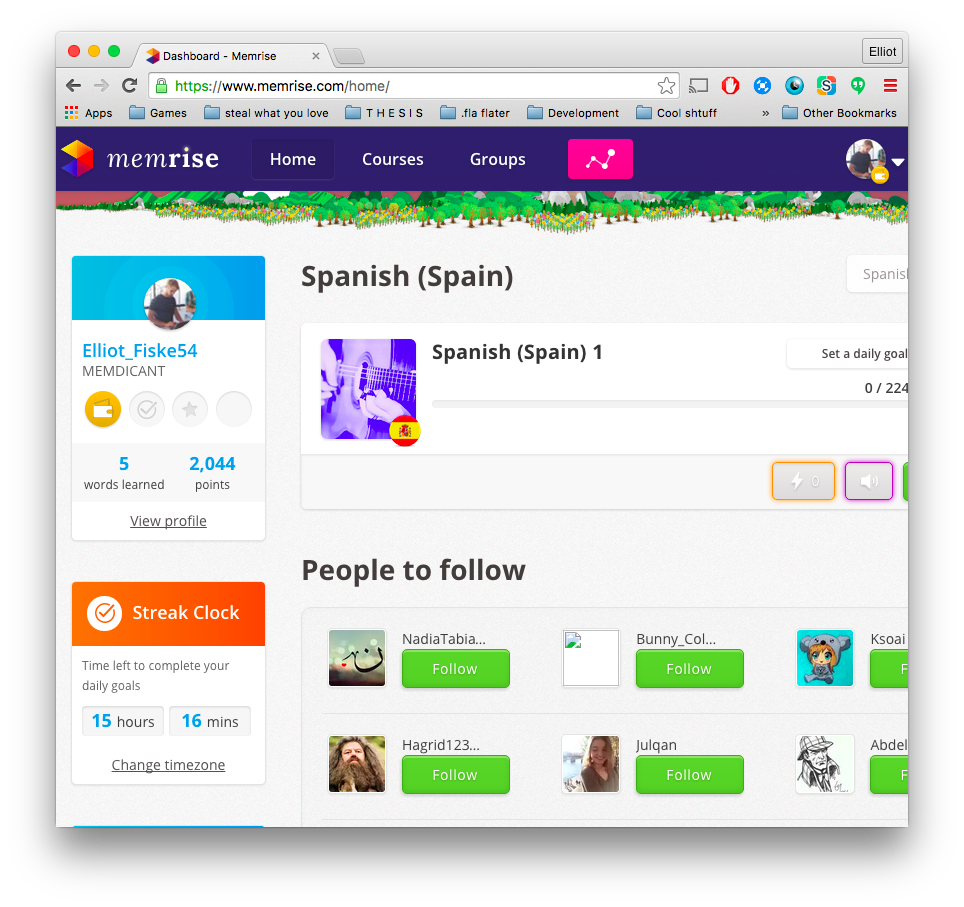 Dashboard - Memrise
Elliot
https://www.memrise.com/home/
Apps Games steal what you love T H E S I S .fla flater Development Cool shtuff » Other Bookmarks
memrise Home Courses Groups
Spanish (Spain)
Spanish
Elliot_Fiske54
MEMDICANT
5 2,044
words learned points
View profile
Spanish (Spain) 1
Set a daily goal
0 / 224
0
Streak Clock
Time left to complete your
daily goals
15 hours 16 mins
Change timezone
People to follow
NadiaTabia... Bunny_Col... Ksoai
Follow Follow F
Hagrid123... Julqan Abdel
Follow Follow F